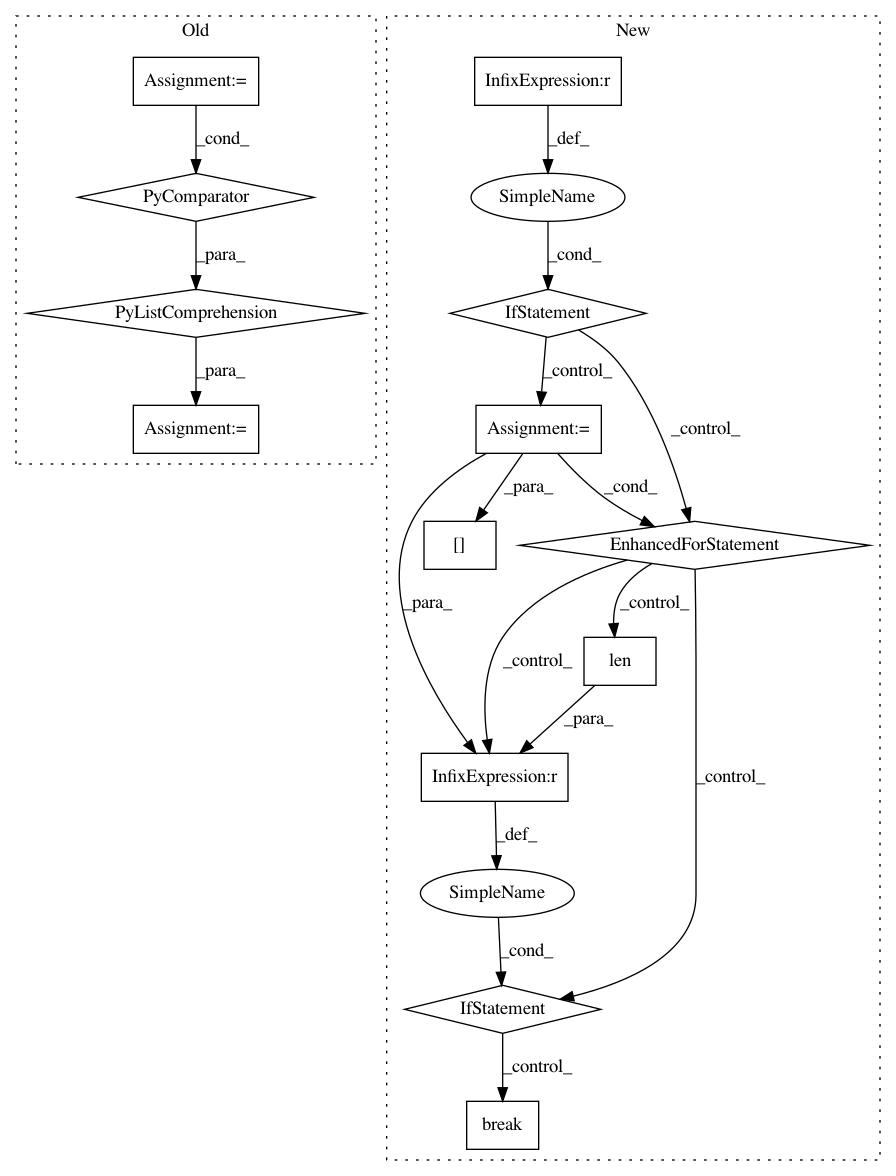 Old
New
Assignment:=
InfixExpression:r
_cond_
_def_
PyComparator
SimpleName
_para_
_cond_
PyListComprehension
IfStatement
_para_
_control_
Assignment:=
Assignment:=
_control_
_para_
_cond_
[]
EnhancedForStatement
_para_
_control_
_control_
len
_para_
InfixExpression:r
_control_
_def_
SimpleName
_cond_
IfStatement
_control_
break